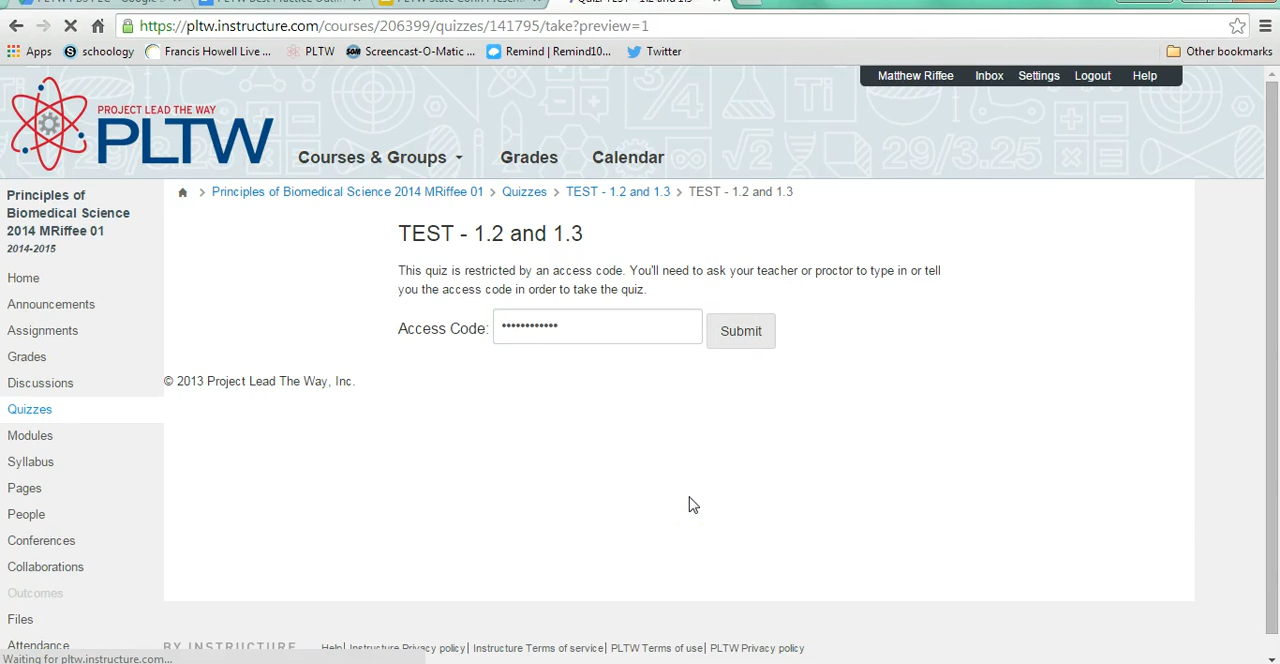 https://pltw.instructure.com/courses/206399/quizzes/141795/take?preview=1
Apps schoology Francis Howell Live ... PLTW Screencast-O-Matic ... Remind | Remind10... Twitter Other bookmarks
Matthew Riffee Inbox Settings Logout Help
PROJECT LEAD THE WAY
PLTW
Courses & Groups Grades Calendar
Principles of Biomedical Science 2014 MRiffee 01
2014-2015
Home
Announcements
Assignments
Grades
Discussions
Quizzes
Modules
Syllabus
Pages
People
Conferences
Collaborations
Outcomes
Files
Attendance
Principles of Biomedical Science 2014 MRiffee 01 > Quizzes > TEST - 1.2 and 1.3 > TEST - 1.2 and 1.3
TEST - 1.2 and 1.3
This quiz is restricted by an access code. You'll need to ask your teacher or proctor to type in or tell
you the access code in order to take the quiz.
Access Code: •••••••••••• Submit
© 2013 Project Lead The Way, Inc.
BY INSTRUCTURE Help| Instructure Privacy policy| Instructure Terms of service| PLTW Terms of use| PLTW Privacy policy
Waiting for pltw.instructure.com...